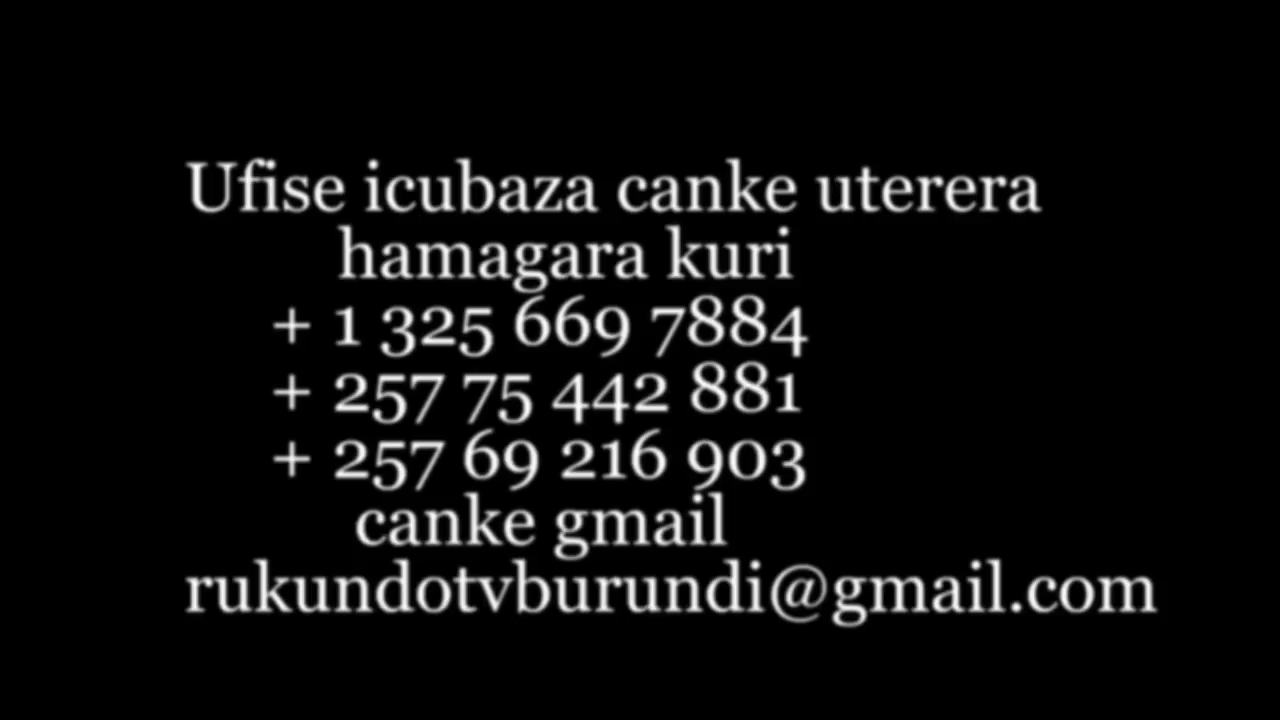 Ufise icubaza canke uterera
hamagara kuri
+ 1 325 669 7884
+ 257 75 442 881
+ 257 69 216 903
canke gmail
rukundotvburundi@gmail.com